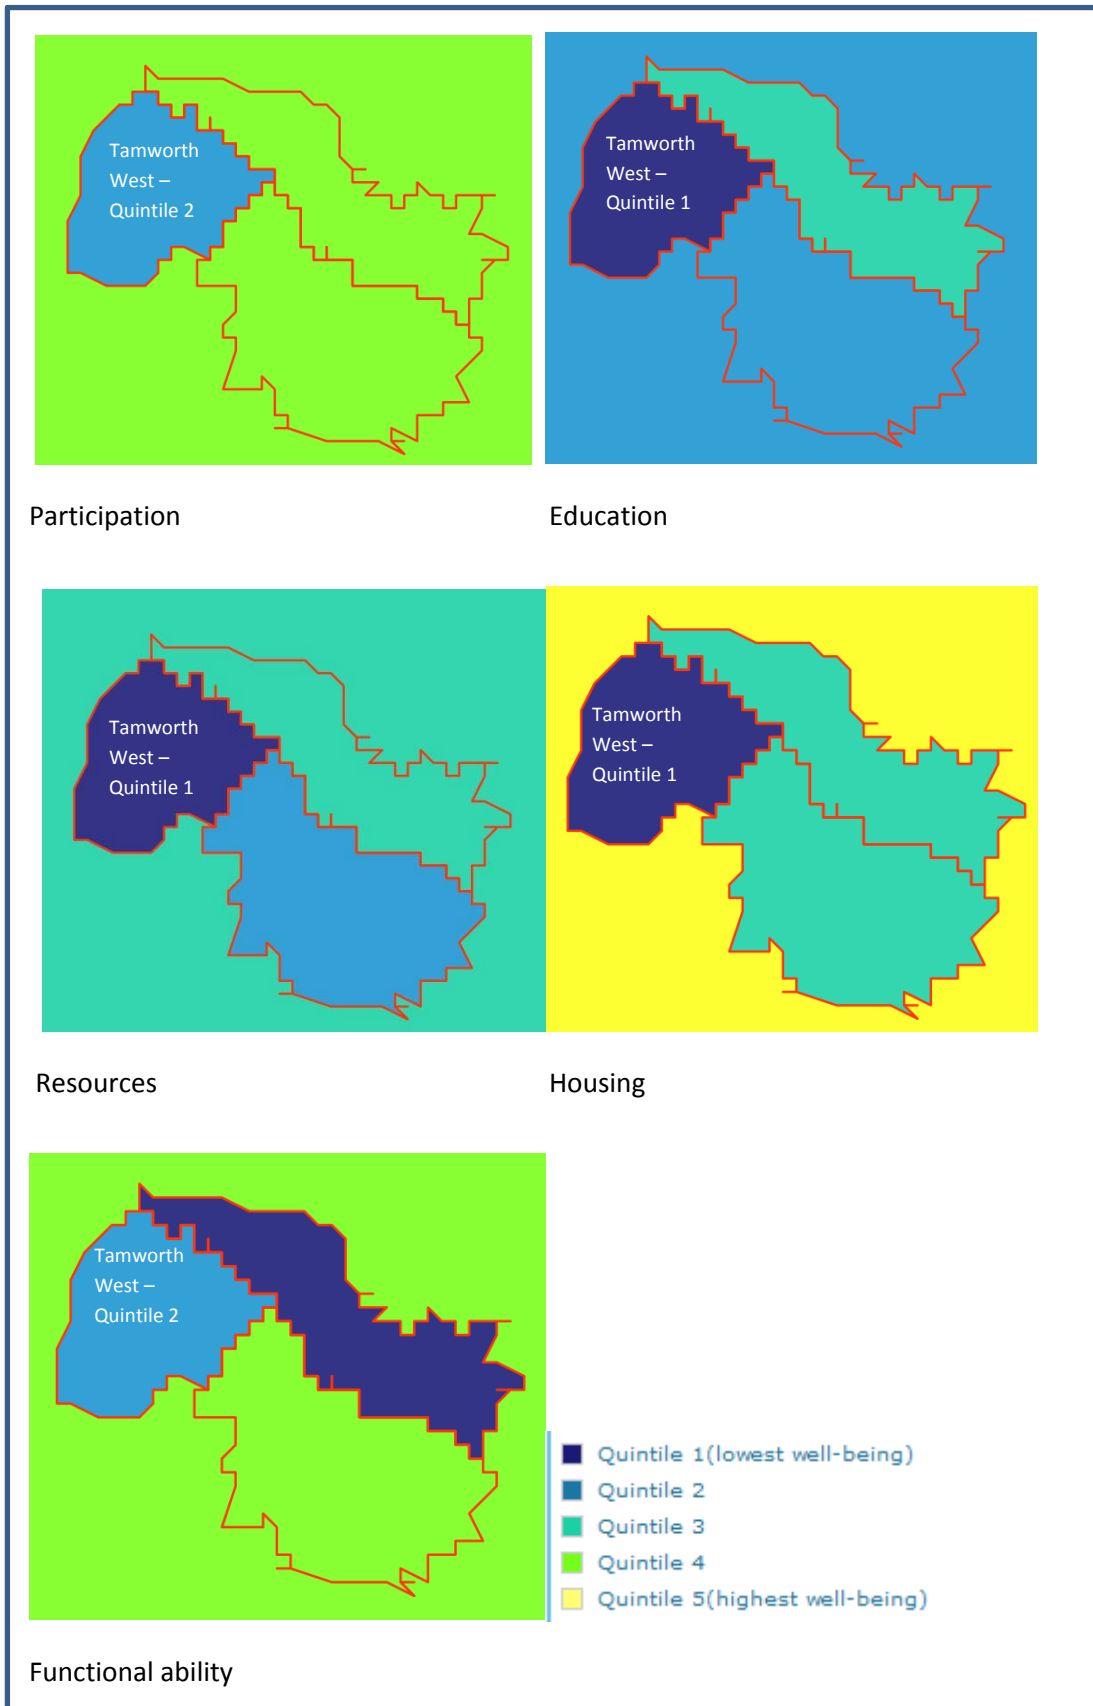 Tamworth
West –
Quintile 2
Tamworth
West –
Quintile 1
Participation
Education
Tamworth
West –
Quintile 1
Tamworth
West –
Quintile 1
Resources
Housing
Tamworth
West –
Quintile 2
Quintile 1(lowest well-being)
Quintile 2
Quintile 3
Quintile 4
Quintile 5(highest well-being)
Functional ability